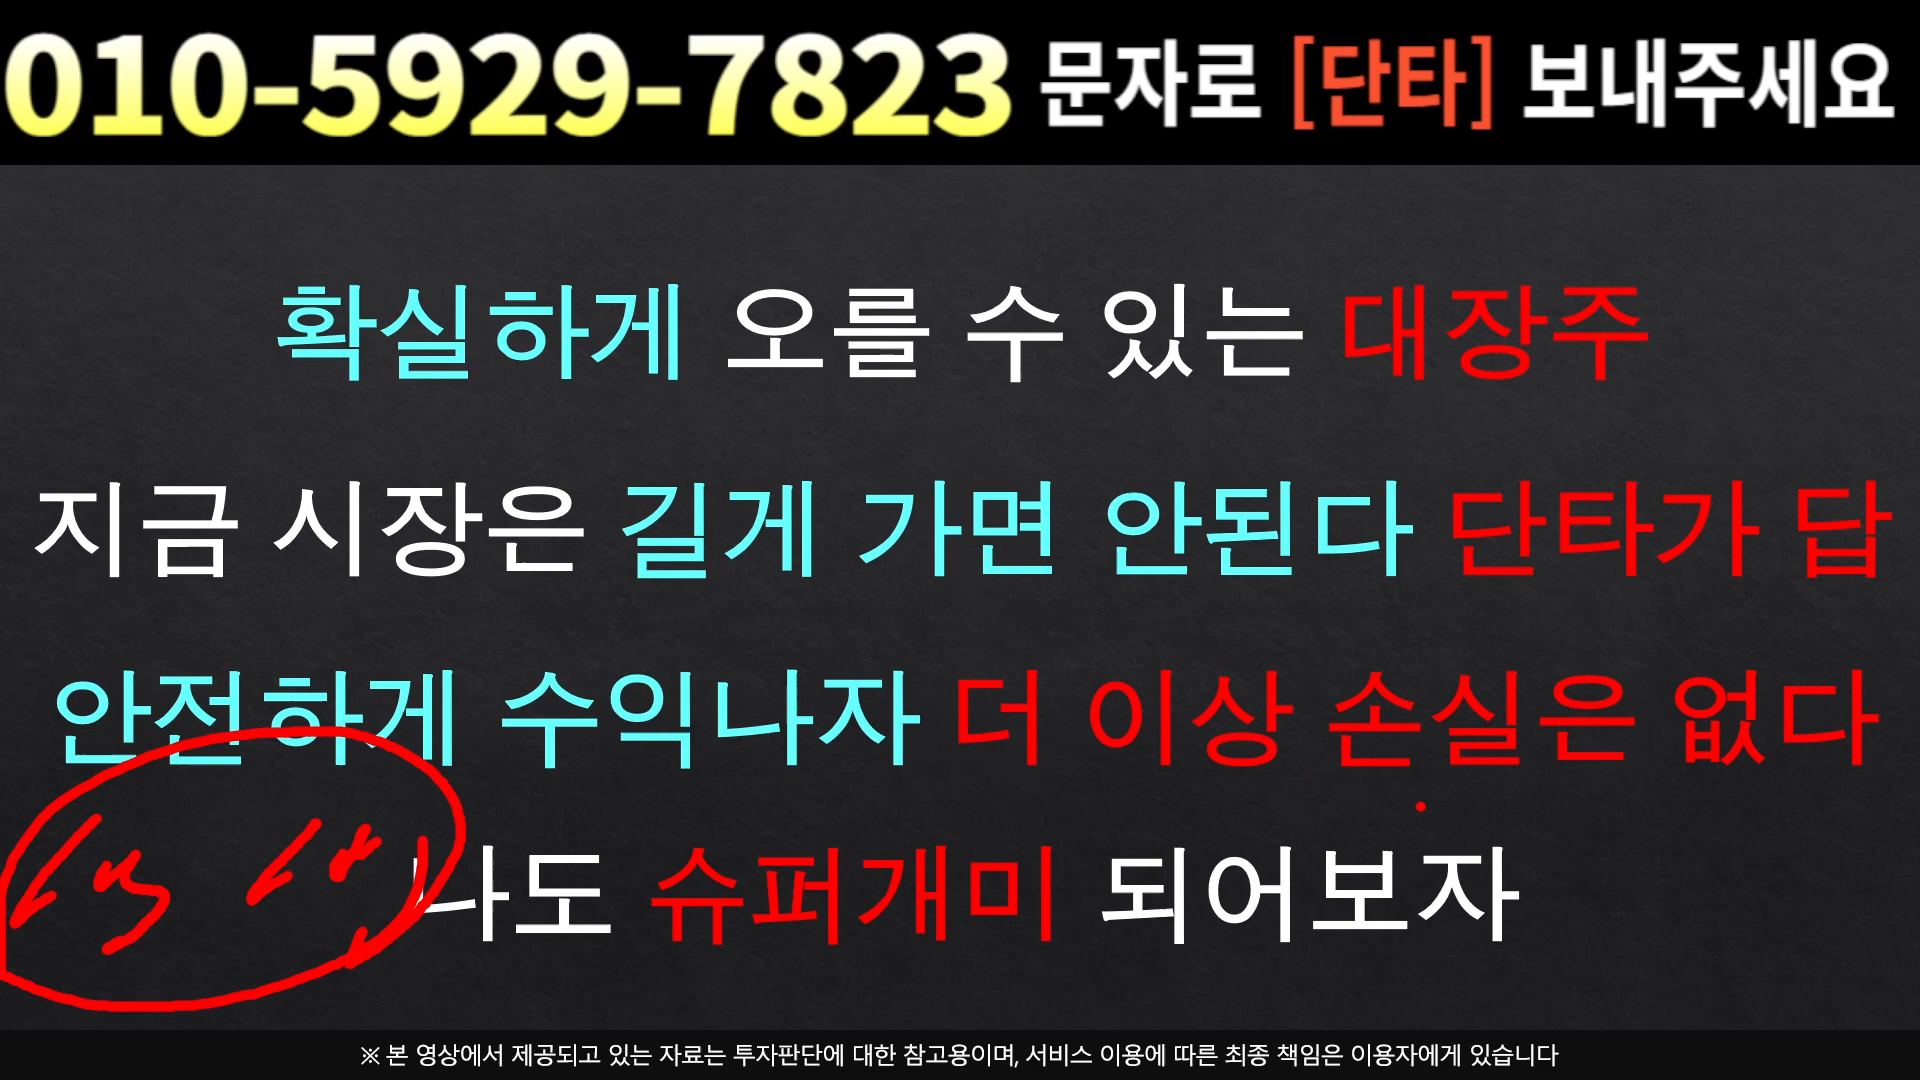 010-5929-7823 문자로 [단타] 보내주세요
확실하게 오를 수 있는 대장주
지금 시장은 길게 가면 안된다 단타가 답
안전하게 수익나자 더 이상 손실은 없다
나도 슈퍼개미 되어보자
※ 본 영상에서 제공되고 있는 자료는 투자판단에 대한 참고용이며, 서비스 이용에 따른 최종 책임은 이용자에게 있습니다